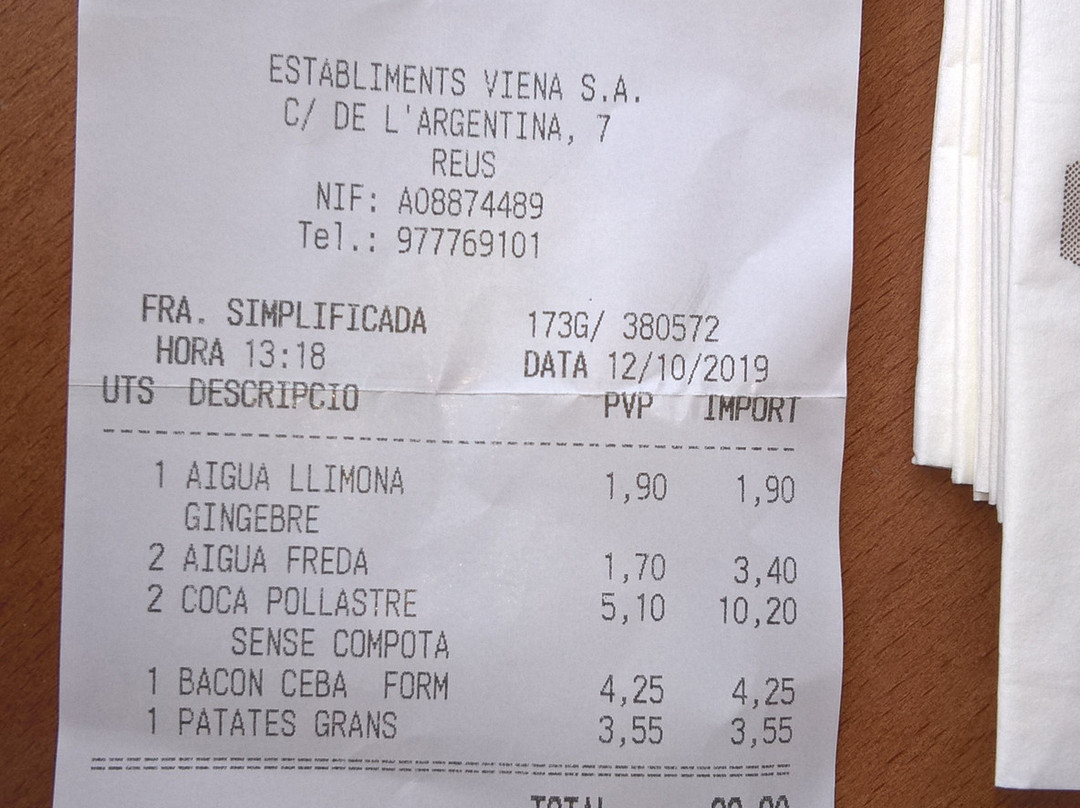 ESTABLIMENTS VIENA S.A.
C/ DE L'ARGENTINA, 7
REUS
NIF: A08874489
Tel.: 977769101
FRA. SIMPLIFICADA 173G/ 380572
HORA 13:18 DATA 12/10/2019
UTS DESCRIPCIO PVP IMPORT
1 AIGUA LLIMONA 1,90 1,90
GINGEBRE
2 AIGUA FREDA 1,70 3,40
2 COCA POLLASTRE 5,10 10,20
SENSE COMPOTA
1 BACON CEBA FORM 4,25 4,25
1 PATATES GRANS 3,55 3,55
TOTAL